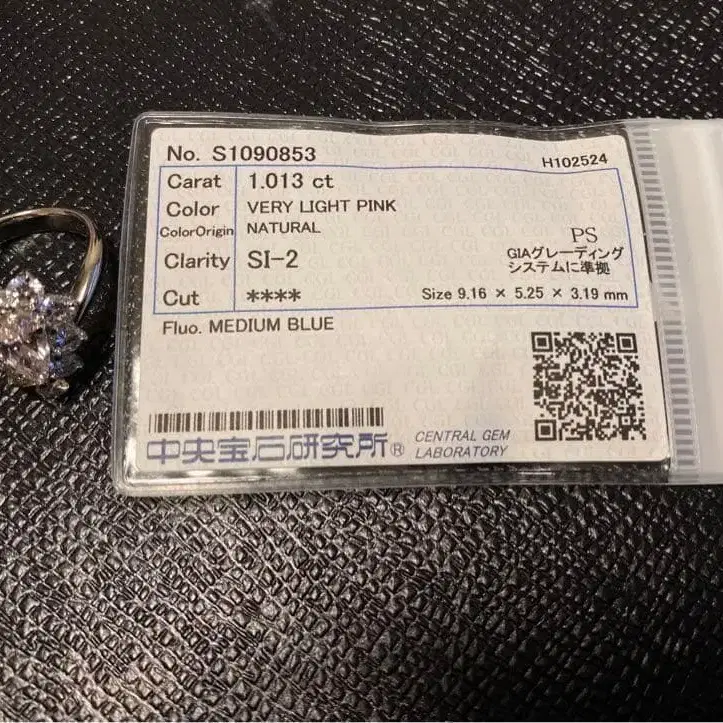 No. S1090853
H102524
Carat 1.013 ct
Color VERY LIGHT PINK
ColorOrigin NATURAL
PS
Clarity SI-2
GIAグレーディング
システムに準拠
Cut ****
Size 9.16 × 5.25 × 3.19 mm
Fluo. MEDIUM BLUE
中央宝石研究所®
CENTRAL GEM
LABORATORY